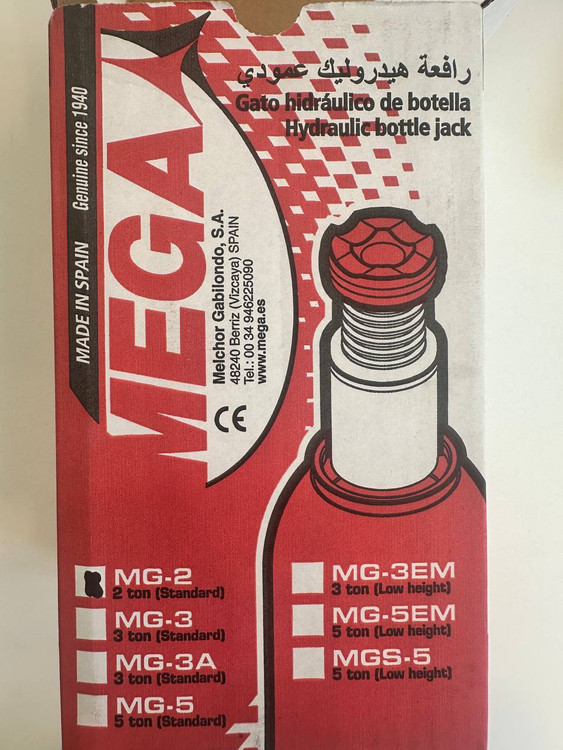 رافعة هيدروليك عمودي
Gato hidráulico de botella
Hydraulic bottle jack
MADE IN SPAIN Genuine since 1940
MEGA
Melchor Gabilondo, S.A.
48240 Berriz (Vizcaya) SPAIN
Tel.: 00 34 946225090
www.mega.es
CE
MG-2
2 ton (Standard)
MG-3
3 ton (Standard)
MG-3A
3 ton (Standard)
MG-5
5 ton (Standard)
MG-3EM
3 ton (Low height)
MG-5EM
5 ton (Low height)
MGS-5
5 ton (Low height)